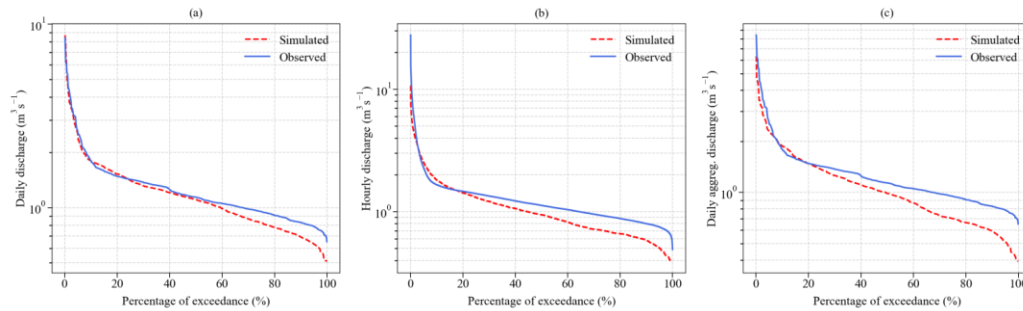 (a)
Simulated
Observed
Daily discharge (m³ s⁻¹)
10¹
10⁰
0 20 40 60 80 100
Percentage of exceedance (%)
(b)
Simulated
Observed
Hourly discharge (m³ s⁻¹)
10¹
10⁰
0 20 40 60 80 100
Percentage of exceedance (%)
(c)
Simulated
Observed
Daily aggreg. discharge (m³ s⁻¹)
10⁰
0 20 40 60 80 100
Percentage of exceedance (%)